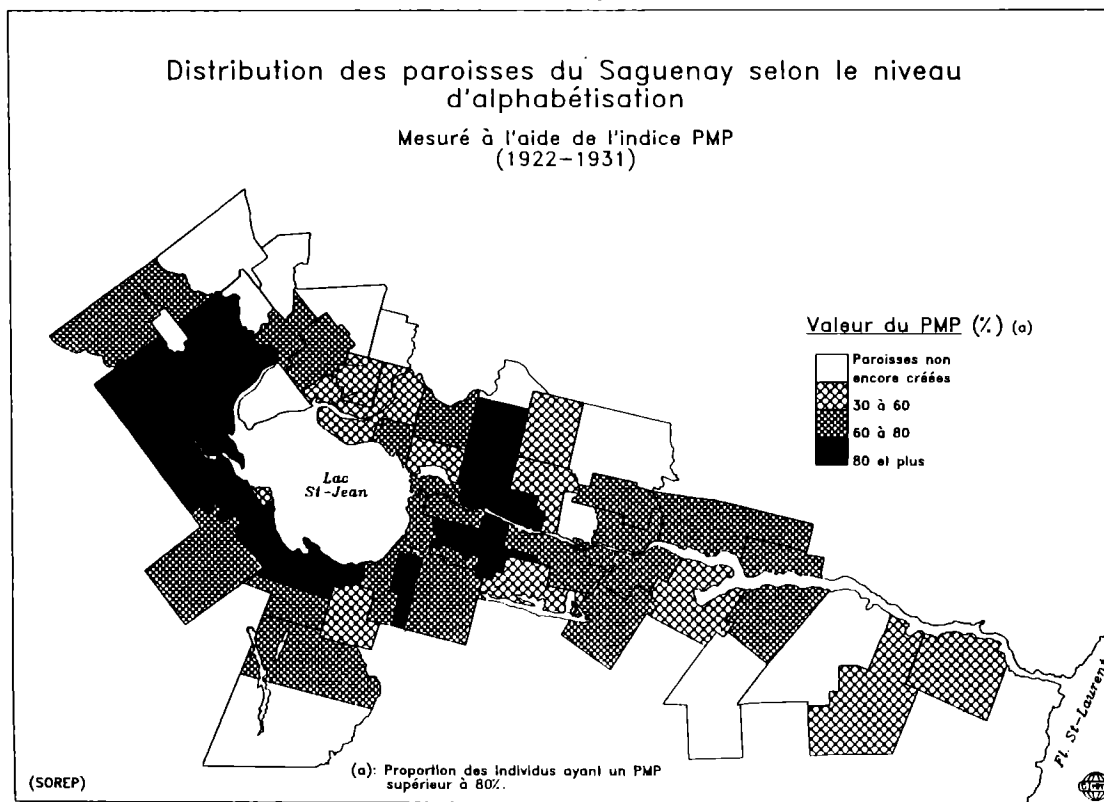 Distribution des paroisses du Saguenay selon le niveau
d'alphabétisation
Mesuré à l'aide de l'indice PMP
(1922-1931)
Valeur du PMP (%) (a)
Paroisses non
encore créées
30 à 60
60 à 80
80 et plus
Lac
St-Jean
Fl. St-Laurent
(a): Proportion des individus ayant un PMP
supérieur à 80%.
(SOREP)